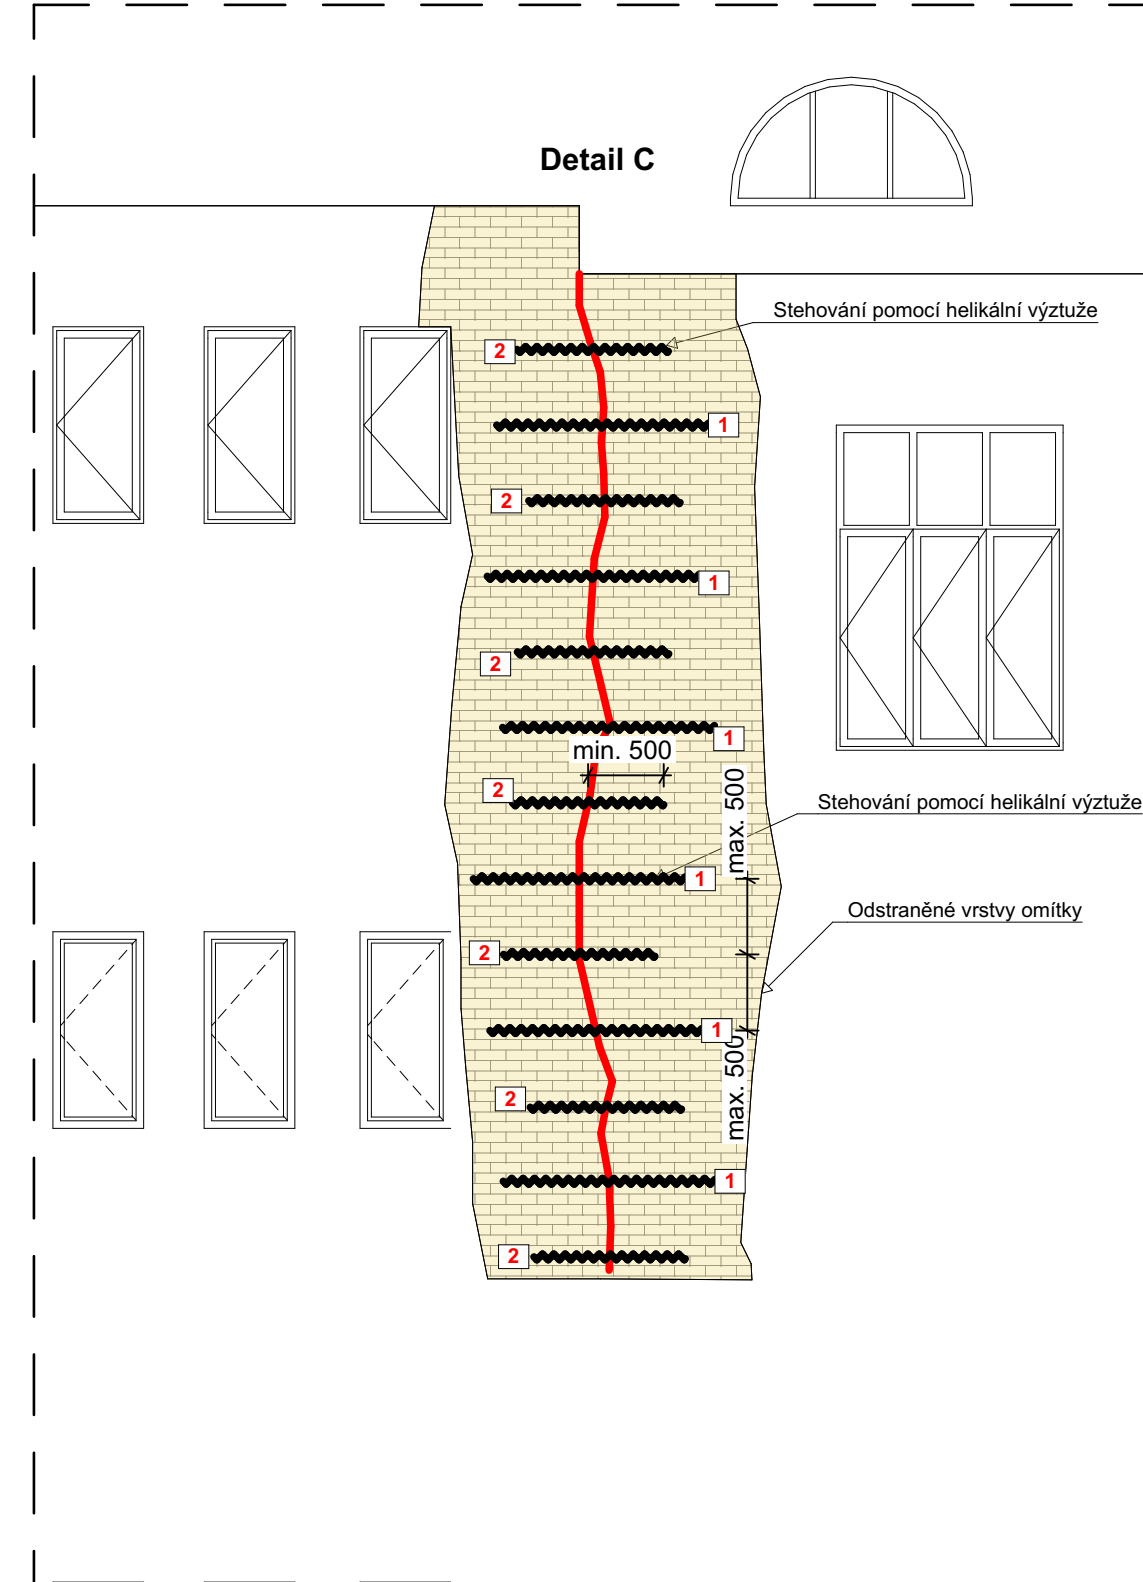 Detail C
Stehování pomocí helikální výztuže
2
1
2
1
2
1
min. 500
2
max. 500
Stehování pomocí helikální výztuže
1
Odstraněné vrstvy omítky
2
1
max. 500
2
1
2